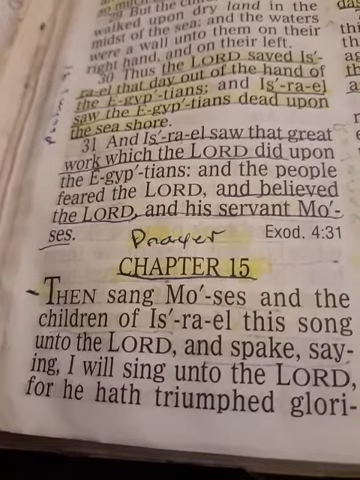 29 But the chil
walked upon dry land in the
midst of the sea; and the waters
were a wall unto them on their
right hand, and on their left.
30 Thus the LORD saved Is'-
ra-el that day out of the hand of
the E-gyp'-tians; and Is'-ra-el
saw the E-gyp'-tians dead upon
the sea shore.
31 And Is'-ra-el saw that great
work which the LORD did upon
the E-gyp'-tians: and the people
feared the LORD, and believed
the LORD, and his servant Mo'-
ses.
Prayer
Exod. 4:31
CHAPTER 15
THEN sang Mo'-ses and the
children of Is'-ra-el this song
unto the LORD, and spake, say-
ing, I will sing unto the LORD,
for he hath triumphed glori-